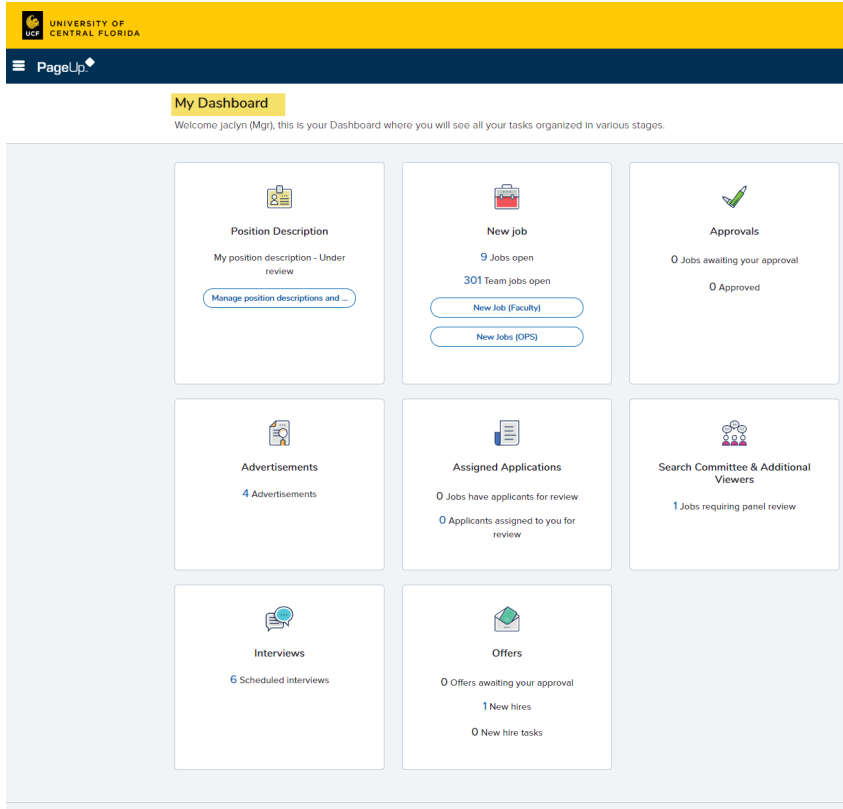 UCF
UNIVERSITY OF
CENTRAL FLORIDA
PageUp
My Dashboard
Welcome jaclyn (Mgr), this is your Dashboard where you will see all your tasks organized in various stages.
Position Description
My position description - Under
review
Manage position descriptions and ...
New job
9 Jobs open
301 Team jobs open
New Job (Faculty)
New Jobs (OPS)
Approvals
0 Jobs awaiting your approval
0 Approved
Advertisements
4 Advertisements
Assigned Applications
0 Jobs have applicants for review
0 Applicants assigned to you for
review
Search Committee & Additional
Viewers
1 Jobs requiring panel review
Interviews
6 Scheduled interviews
Offers
0 Offers awaiting your approval
1 New hires
0 New hire tasks